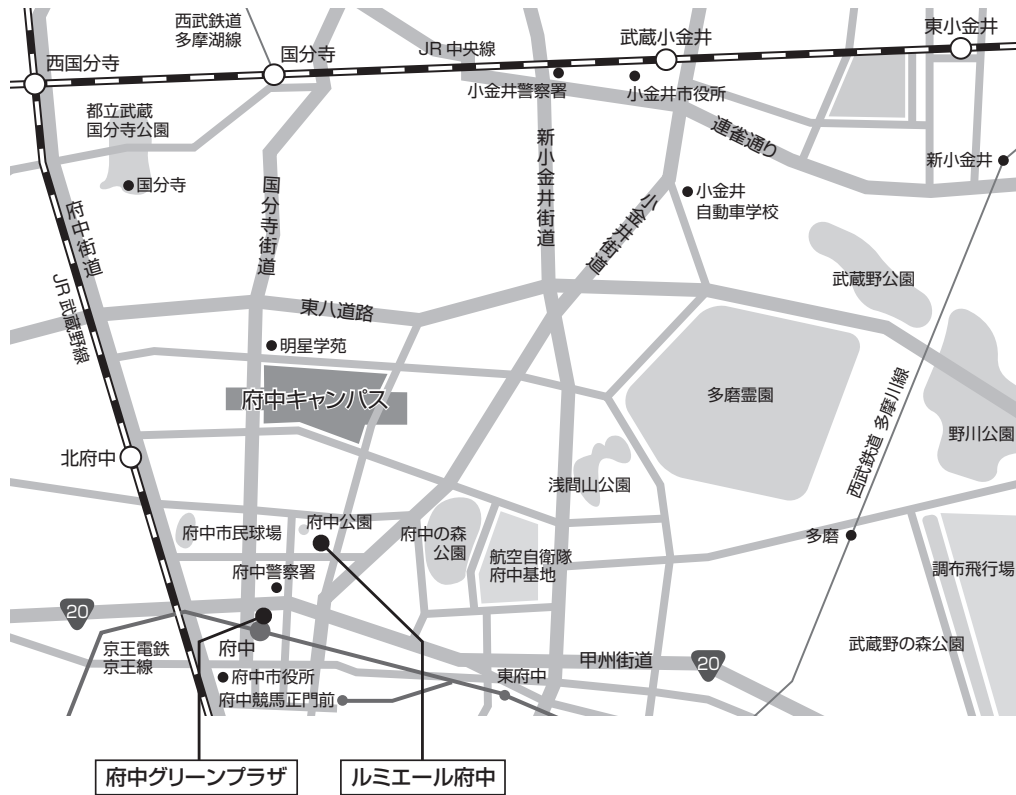 西武鉄道
多摩湖線
国分寺
JR 中央線
武蔵小金井
東小金井
西国分寺
小金井警察署
小金井市役所
都立武蔵
国分寺公園
国分寺
新小金井街道
連雀通り
新小金井
府中街道
国分寺街道
小金井街道
小金井
自動車学校
JR 武蔵野線
東八道路
武蔵野公園
明星学苑
府中キャンパス
多磨霊園
西武鉄道 多摩川線
野川公園
北府中
浅間山公園
府中市民球場
府中公園
府中の森
公園
航空自衛隊
府中基地
多磨
調布飛行場
府中警察署
20
京王電鉄
京王線
府中
甲州街道
20
武蔵野の森公園
府中市役所
東府中
府中競馬正門前
府中グリーンプラザ
ルミエール府中